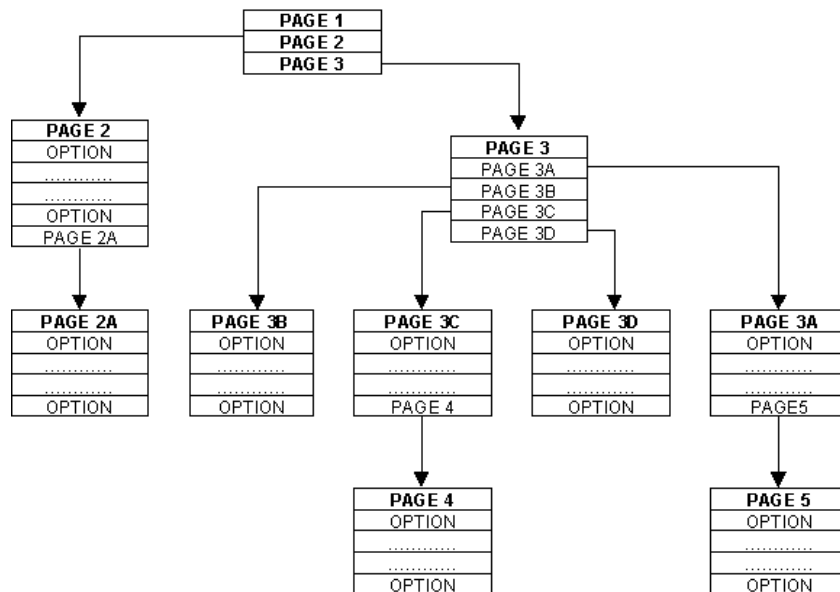 PAGE 1
PAGE 2
PAGE 3
PAGE 2
OPTION
............
............
OPTION
PAGE 2A
PAGE 3
PAGE 3A
PAGE 3B
PAGE 3C
PAGE 3D
PAGE 2A
OPTION
............
............
OPTION
PAGE 3B
OPTION
............
............
OPTION
PAGE 3C
OPTION
............
............
PAGE 4
PAGE 3D
OPTION
............
............
OPTION
PAGE 3A
OPTION
............
............
PAGE5
PAGE 4
OPTION
............
............
OPTION
PAGE 5
OPTION
............
............
OPTION